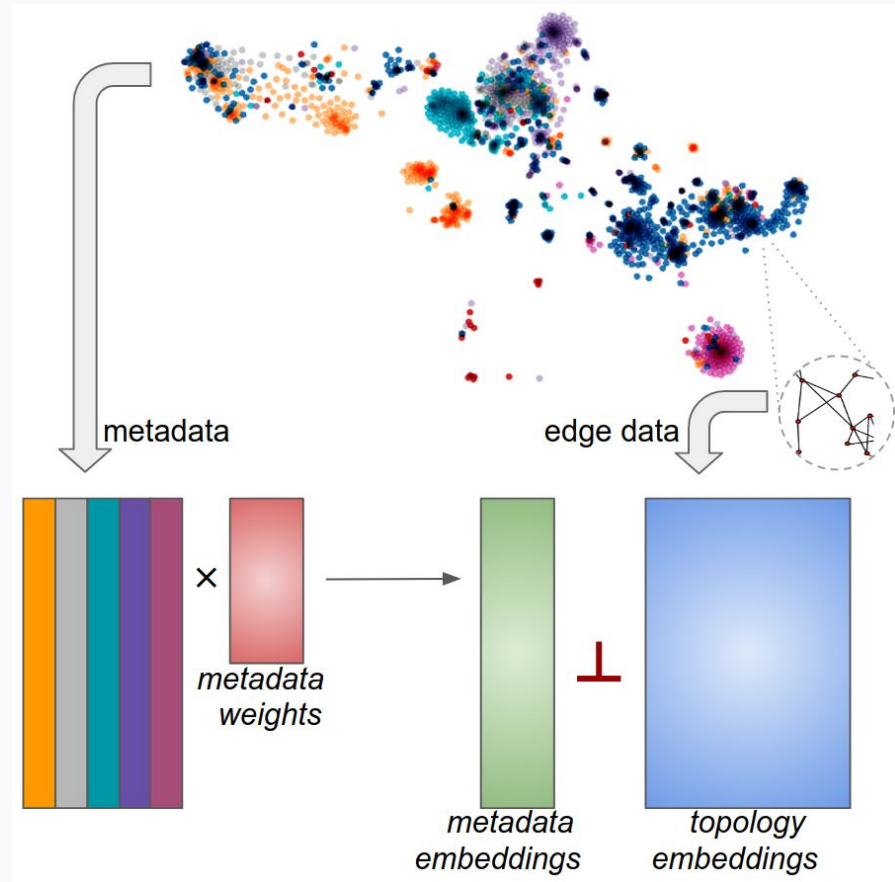 metadata
edge data
×
metadata
weights
⊥
metadata
embeddings
topology
embeddings